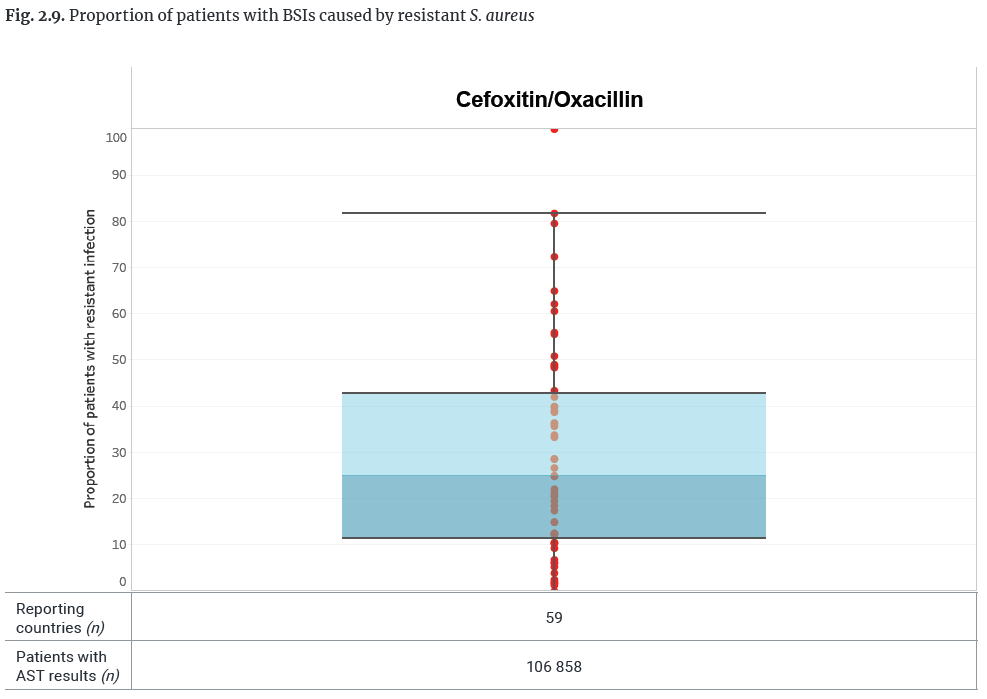 Fig. 2.9. Proportion of patients with BSIs caused by resistant S. aureus
Cefoxitin/Oxacillin
Proportion of patients with resistant infection
100
90
80
70
60
50
40
30
20
10
0
Reporting
countries (n)
59
Patients with
AST results (n)
106 858